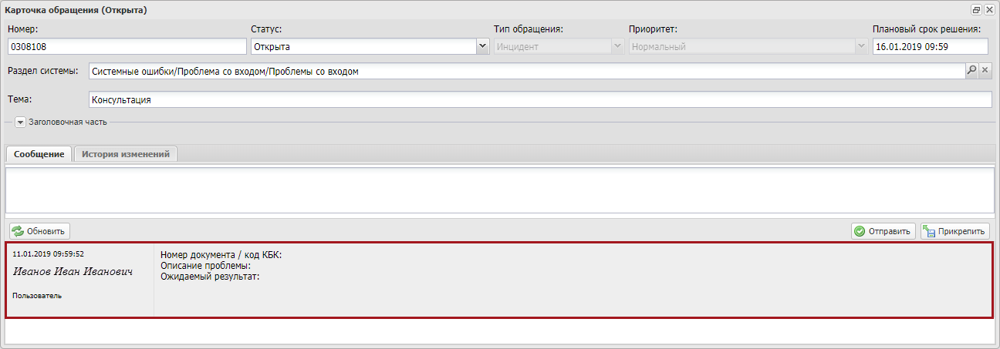 Карточка обращения (Открыта)
Номер: Статус: Тип обращения: Приоритет: Плановый срок решения:
0308108 Открыта Инцидент Нормальный 16.01.2019 09:59
Раздел системы: Системные ошибки/Проблема со входом/Проблемы со входом
Тема: Консультация
Заголовочная часть
Сообщение История изменений
Обновить Отправить Прикрепить
11.01.2019 09:59:52
Иванов Иван Иванович
Пользователь
Номер документа / код КБК:
Описание проблемы:
Ожидаемый результат: